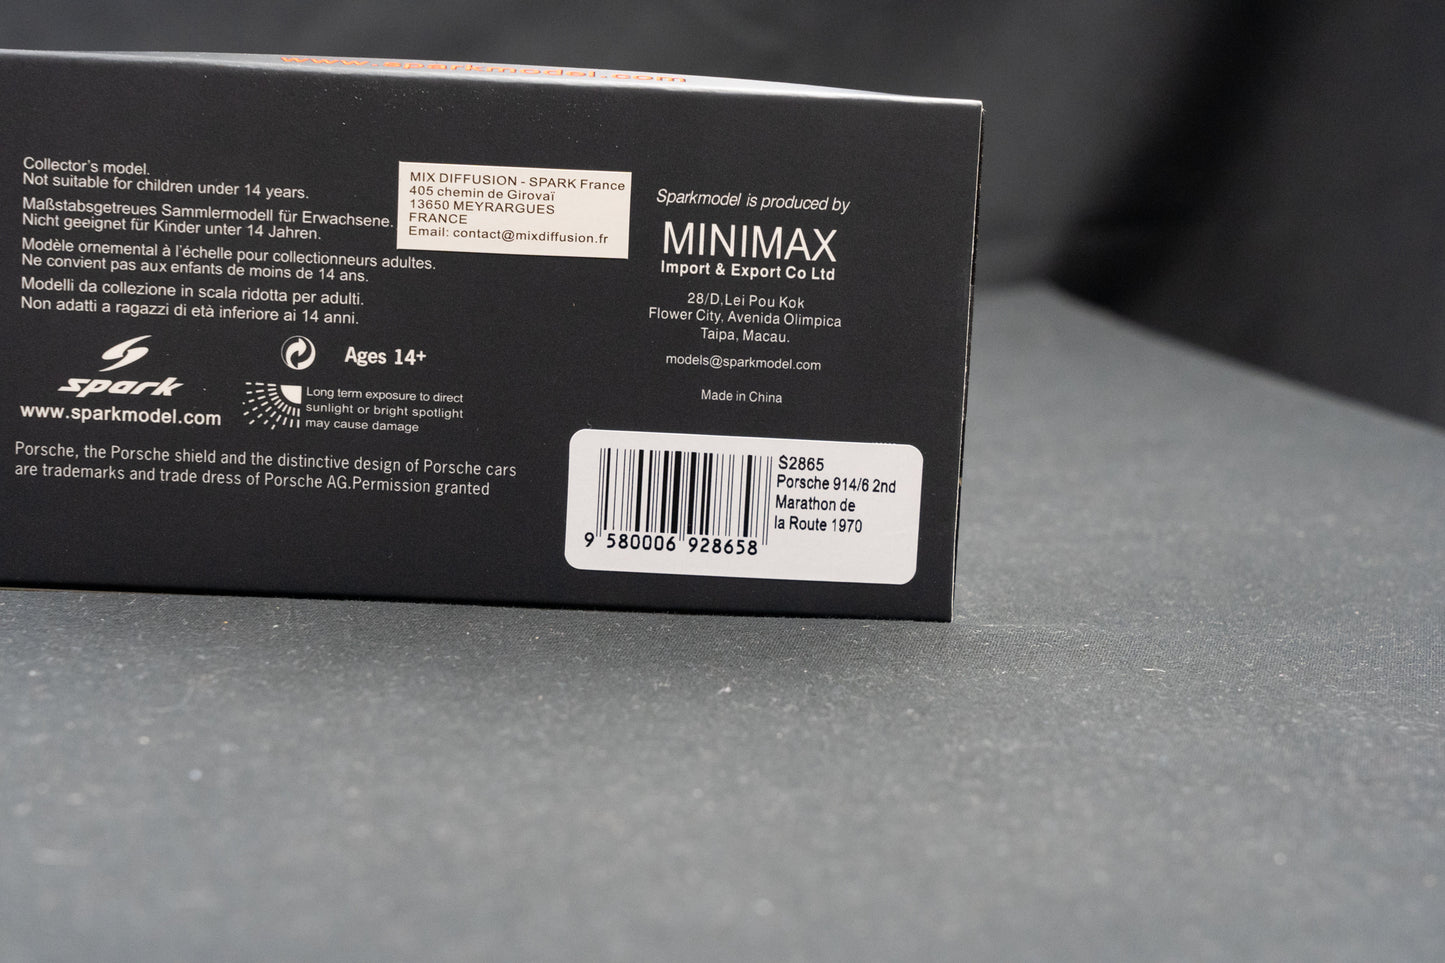 www.sparkmodel.com
Collector's model.
Not suitable for children under 14 years.
Maßstabsgetreues Sammlermodell für Erwachsene.
Nicht geeignet für Kinder unter 14 Jahren.
Modèle ornemental à l'échelle pour collectionneurs adultes.
Ne convient pas aux enfants de moins de 14 ans.
Modelli da collezione in scala ridotta per adulti.
Non adatti a ragazzi di età inferiore ai 14 anni.
spark
www.sparkmodel.com
Ages 14+
Long term exposure to direct
sunlight or bright spotlight
may cause damage
Porsche, the Porsche shield and the distinctive design of Porsche cars
are trademarks and trade dress of Porsche AG.Permission granted
MIX DIFFUSION - SPARK France
405 chemin de Girovaï
13650 MEYRARGUES
FRANCE
Email: contact@mixdiffusion.fr
Sparkmodel is produced by
MINIMAX
Import & Export Co Ltd
28/D,Lei Pou Kok
Flower City, Avenida Olimpica
Taipa, Macau.
models@sparkmodel.com
Made in China
S2865
Porsche 914/6 2nd
Marathon de
la Route 1970
9 580006 928658